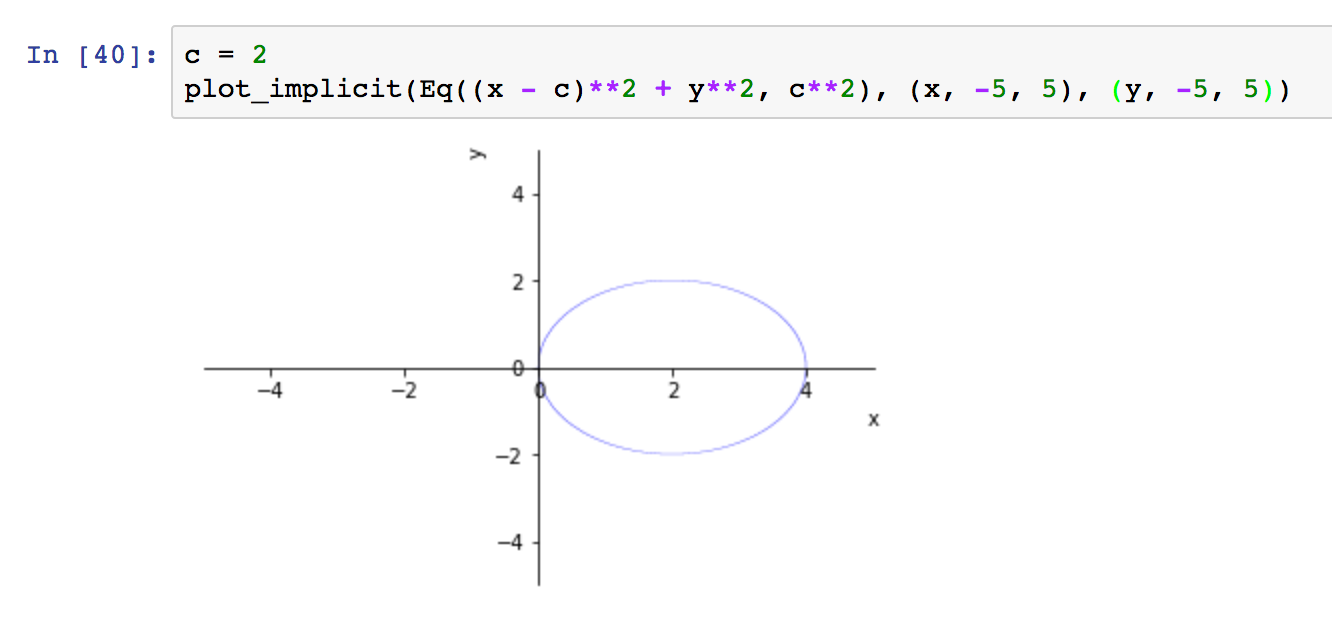 In [40]: c = 2
plot_implicit(Eq((x - c)**2 + y**2, c**2), (x, -5, 5), (y, -5, 5))
y
4
2
0
−4 −2 0 2 4
x
−2
−4